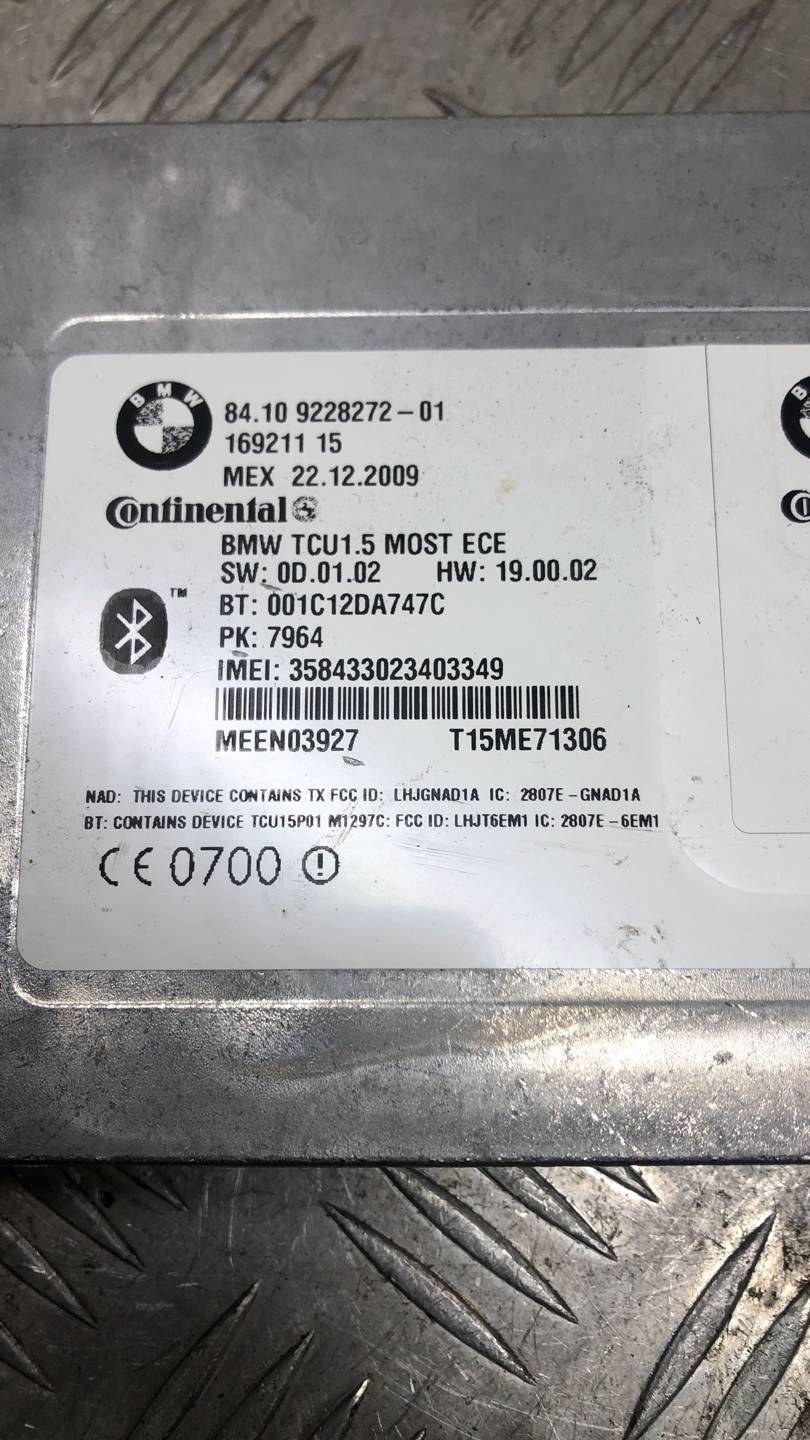 BMW
84.10 9228272-01
169211 15
MEX 22.12.2009
Continental
BMW TCU1.5 MOST ECE
SW: 0D.01.02 HW: 19.00.02
™
BT: 001C12DA747C
PK: 7964
IMEI: 358433023403349
MEEN03927 T15ME71306
NAD: THIS DEVICE CONTAINS TX FCC ID: LHJGNAD1A IC: 2807E-GNAD1A
BT: CONTAINS DEVICE TCU15P01 M1297C: FCC ID: LHJT6EM1 IC: 2807E-6EM1
CE 0700